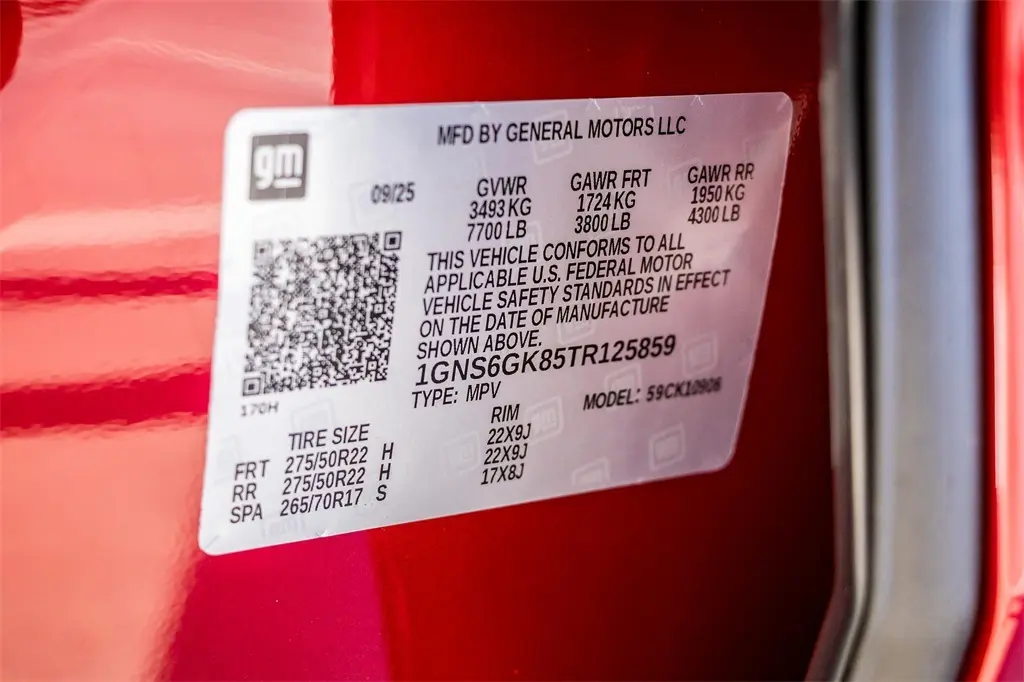 gm
MFD BY GENERAL MOTORS LLC
09/25
GVWR GAWR FRT GAWR RR
3493 KG 1724 KG 1950 KG
7700 LB 3800 LB 4300 LB
THIS VEHICLE CONFORMS TO ALL
APPLICABLE U.S. FEDERAL MOTOR
VEHICLE SAFETY STANDARDS IN EFFECT
ON THE DATE OF MANUFACTURE
SHOWN ABOVE.
1GNS6GK85TR125859
170H
TYPE: MPV MODEL: 59CK10906
TIRE SIZE RIM
FRT 275/50R22 H 22X9J
RR 275/50R22 H 22X9J
SPA 265/70R17 S 17X8J